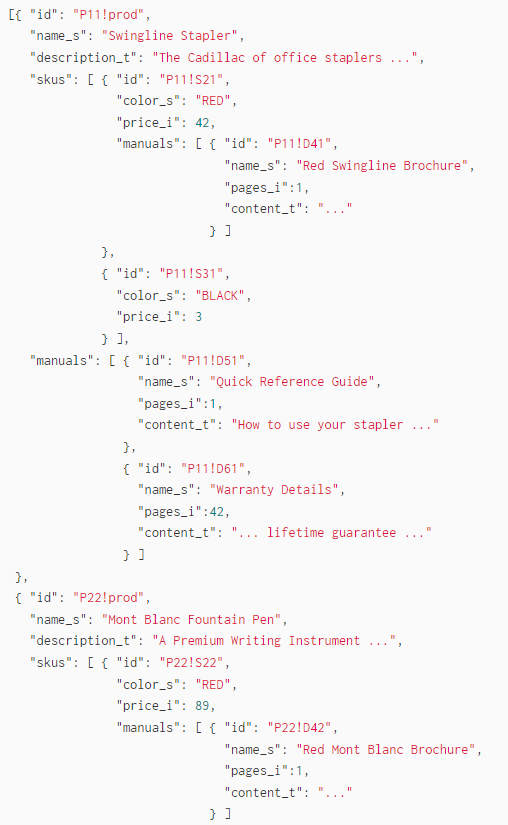 [{ "id": "P11!prod",
"name_s": "Swingline Stapler",
"description_t": "The Cadillac of office staplers ...",
"skus": [ { "id": "P11!S21",
"color_s": "RED",
"price_i": 42,
"manuals": [ { "id": "P11!D41",
"name_s": "Red Swingline Brochure",
"pages_i":1,
"content_t": "..."
} ]
},
{ "id": "P11!S31",
"color_s": "BLACK",
"price_i": 3
} ],
"manuals": [ { "id": "P11!D51",
"name_s": "Quick Reference Guide",
"pages_i":1,
"content_t": "How to use your stapler ..."
},
{ "id": "P11!D61",
"name_s": "Warranty Details",
"pages_i":42,
"content_t": "... lifetime guarantee ..."
} ]
},
{ "id": "P22!prod",
"name_s": "Mont Blanc Fountain Pen",
"description_t": "A Premium Writing Instrument ...",
"skus": [ { "id": "P22!S22",
"color_s": "RED",
"price_i": 89,
"manuals": [ { "id": "P22!D42",
"name_s": "Red Mont Blanc Brochure",
"pages_i":1,
"content_t": "..."
} ]